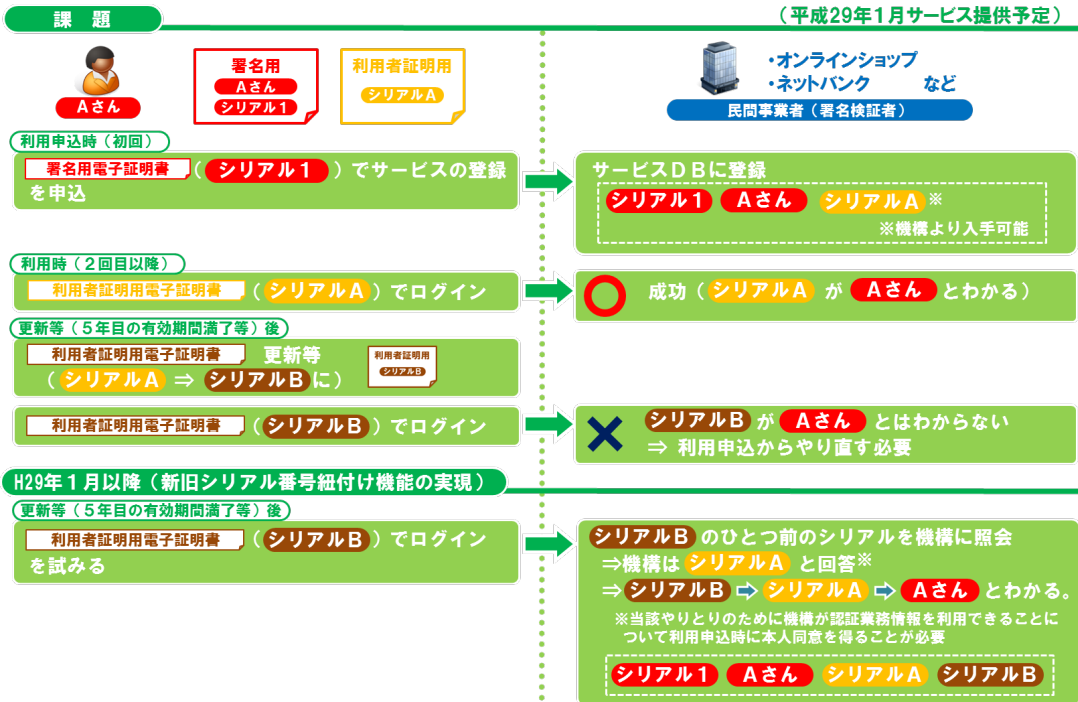 課 題
（平成29年1月サービス提供予定）
Aさん
署名用
Aさん
シリアル1
利用者証明用
シリアルA
・オンラインショップ
・ネットバンク など
民間事業者（署名検証者）
利用申込時（初回）
署名用電子証明書（シリアル1）でサービスの登録
を申込
サービスDBに登録
シリアル1 Aさん シリアルA※
※機構より入手可能
利用時（２回目以降）
利用者証明用電子証明書（シリアルA）でログイン
成功（シリアルA が Aさん とわかる）
更新等（５年目の有効期間満了等）後
利用者証明用電子証明書 更新等
（シリアルA ⇒ シリアルBに）
利用者証明用
シリアルB
利用者証明用電子証明書（シリアルB）でログイン
シリアルB が Aさん とはわからない
⇒ 利用申込からやり直す必要
H29年１月以降（新旧シリアル番号紐付け機能の実現）
更新等（５年目の有効期間満了等）後
利用者証明用電子証明書（シリアルB）でログイン
を試みる
シリアルB のひとつ前のシリアルを機構に照会
⇒機構は シリアルA と回答※
⇒シリアルB ⇨ シリアルA ⇨ Aさん とわかる。
※当該やりとりのために機構が認証業務情報を利用できることに
ついて利用申込時に本人同意を得ることが必要
シリアル1 Aさん シリアルA シリアルB